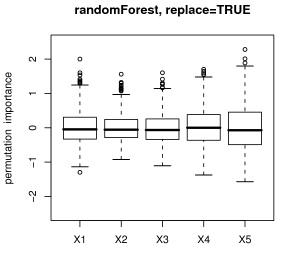 randomForest, replace=TRUE
permutation importance
2
1
0
−1
−2
X1 X2 X3 X4 X5